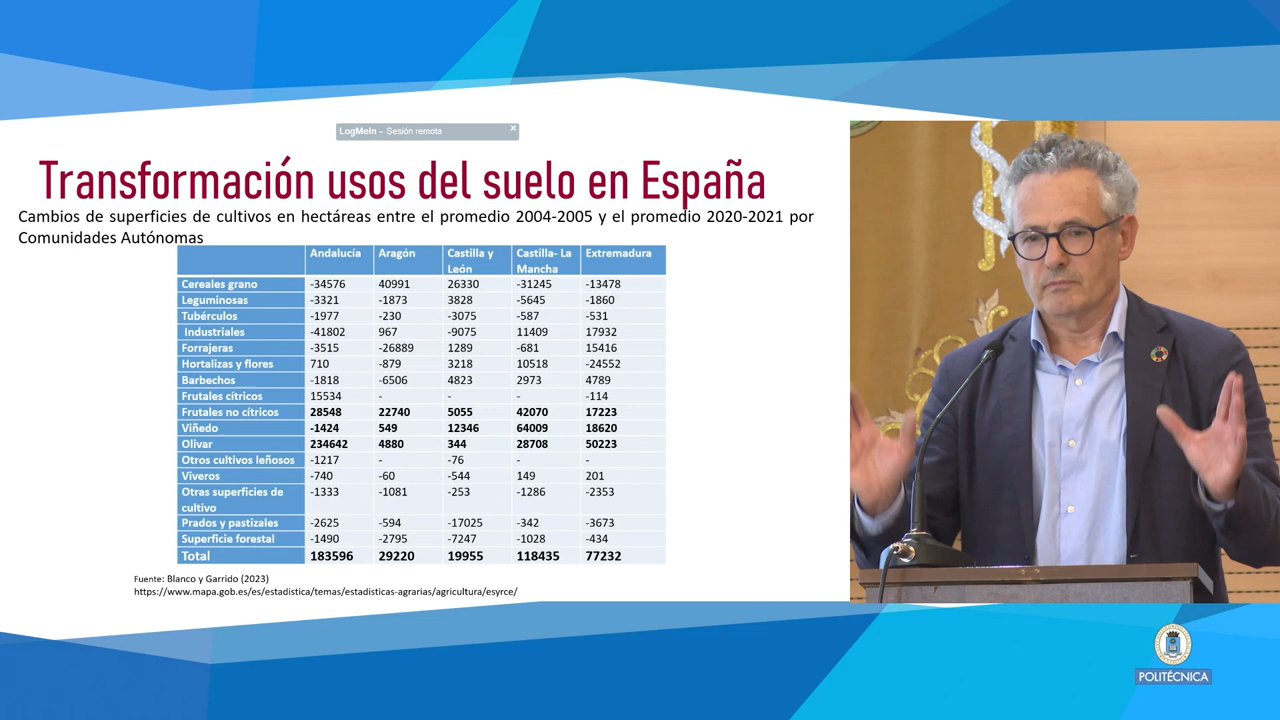 LogMeIn - Sesión remota
Transformación usos del suelo en España
Cambios de superficies de cultivos en hectáreas entre el promedio 2004-2005 y el promedio 2020-2021 por
Comunidades Autónomas
Andalucía Aragón Castilla y León Castilla- La Mancha Extremadura
Cereales grano -34576 40991 26330 -31245 -13478
Leguminosas -3321 -1873 3828 -5645 -1860
Tubérculos -1977 -230 -3075 -587 -531
Industriales -41802 967 -9075 11409 17932
Forrajeras -3515 -26889 1289 -681 15416
Hortalizas y flores 710 -879 3218 10518 -24552
Barbechos -1818 -6506 4823 2973 4789
Frutales cítricos 15534 - - - -114
Frutales no cítricos 28548 22740 5055 42070 17223
Viñedo -1424 549 12346 64009 18620
Olivar 234642 4880 344 28708 50223
Otros cultivos leñosos -1217 - -76 - -
Viveros -740 -60 -544 149 201
Otras superficies de cultivo -1333 -1081 -253 -1286 -2353
Prados y pastizales -2625 -594 -17025 -342 -3673
Superficie forestal -1490 -2795 -7247 -1028 -434
Total 183596 29220 19955 118435 77232
Fuente: Blanco y Garrido (2023)
https://www.mapa.gob.es/es/estadistica/temas/estadisticas-agrarias/agricultura/esyrce/
POLITÉCNICA